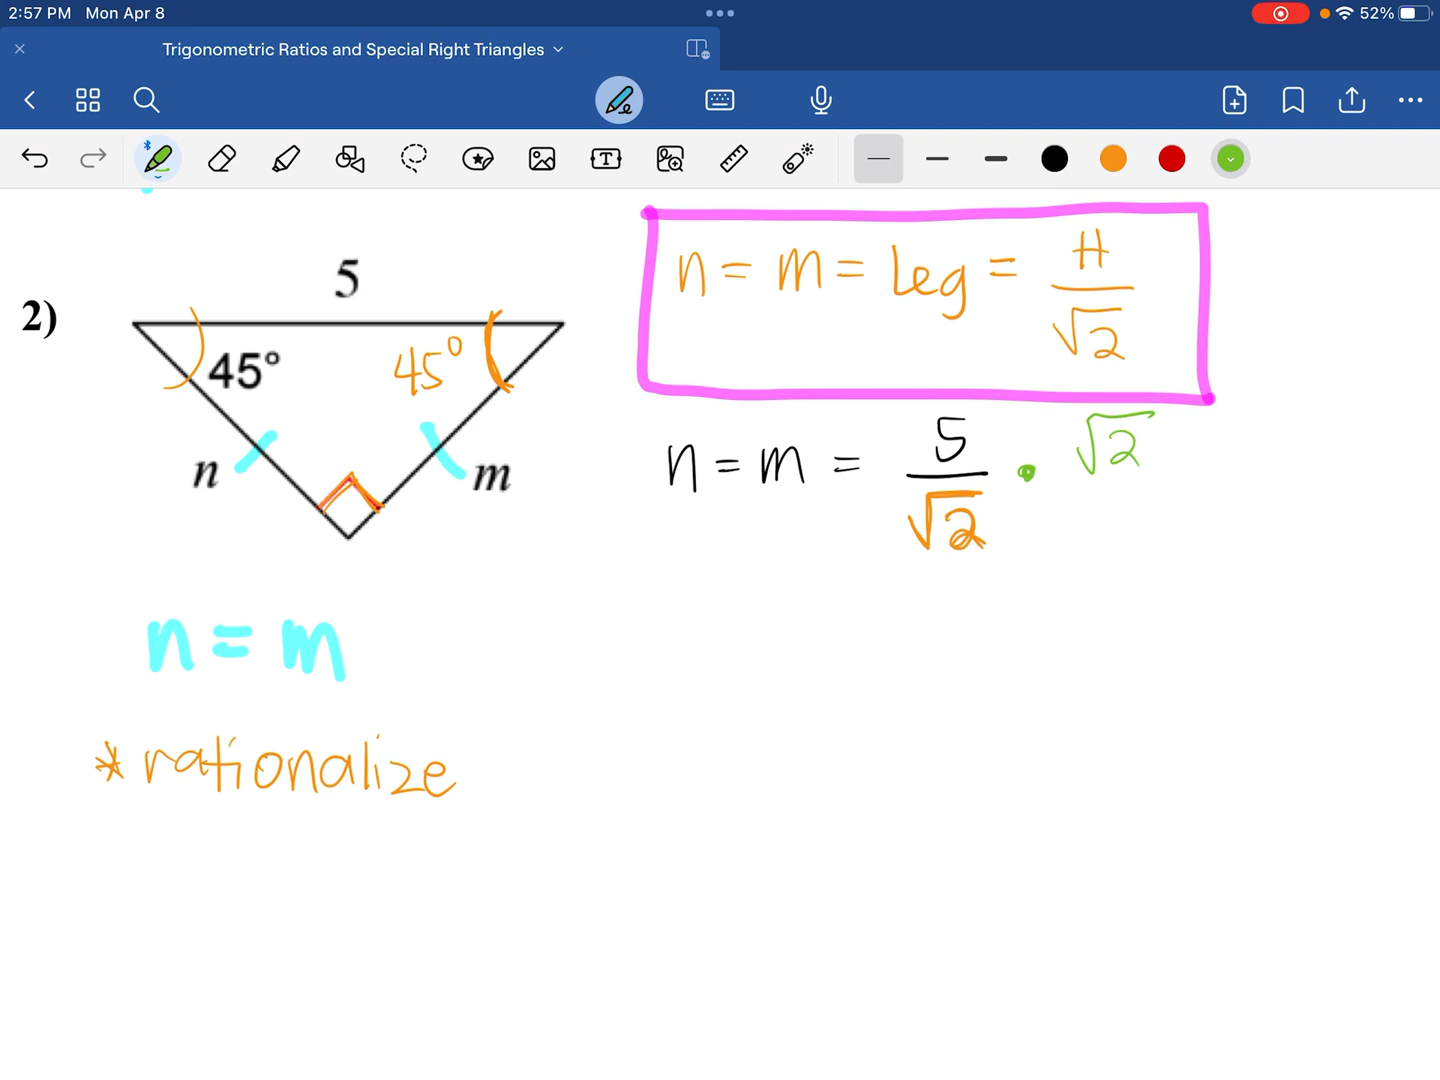 2:57 PM Mon Apr 8
52%
Trigonometric Ratios and Special Right Triangles
2)
5
45°
45°
n
m
n = m = Leg = H/√2
n = m = 5/√2 • √2
n = m
* rationalize